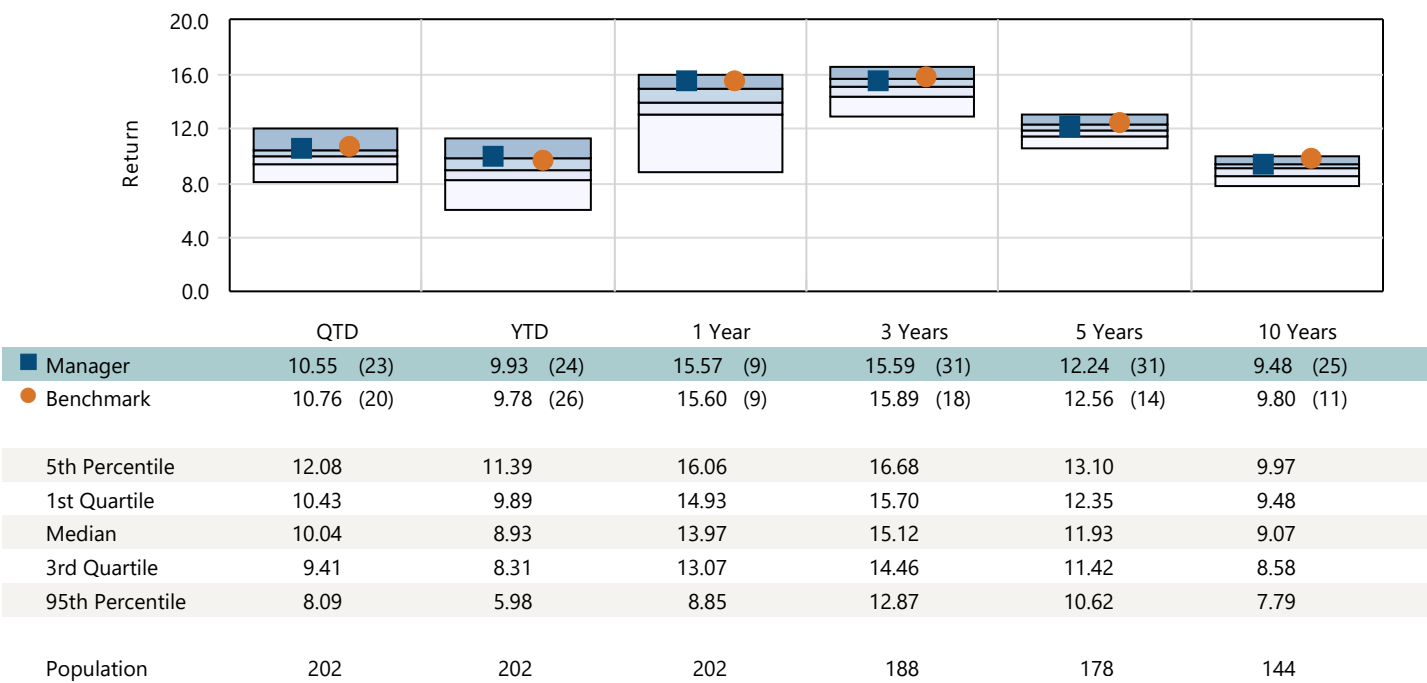 20.0
16.0
12.0
8.0
4.0
0.0
Return
QTD YTD 1 Year 3 Years 5 Years 10 Years
Manager 10.55 (23) 9.93 (24) 15.57 (9) 15.59 (31) 12.24 (31) 9.48 (25)
Benchmark 10.76 (20) 9.78 (26) 15.60 (9) 15.89 (18) 12.56 (14) 9.80 (11)
5th Percentile 12.08 11.39 16.06 16.68 13.10 9.97
1st Quartile 10.43 9.89 14.93 15.70 12.35 9.48
Median 10.04 8.93 13.97 15.12 11.93 9.07
3rd Quartile 9.41 8.31 13.07 14.46 11.42 8.58
95th Percentile 8.09 5.98 8.85 12.87 10.62 7.79
Population 202 202 202 188 178 144